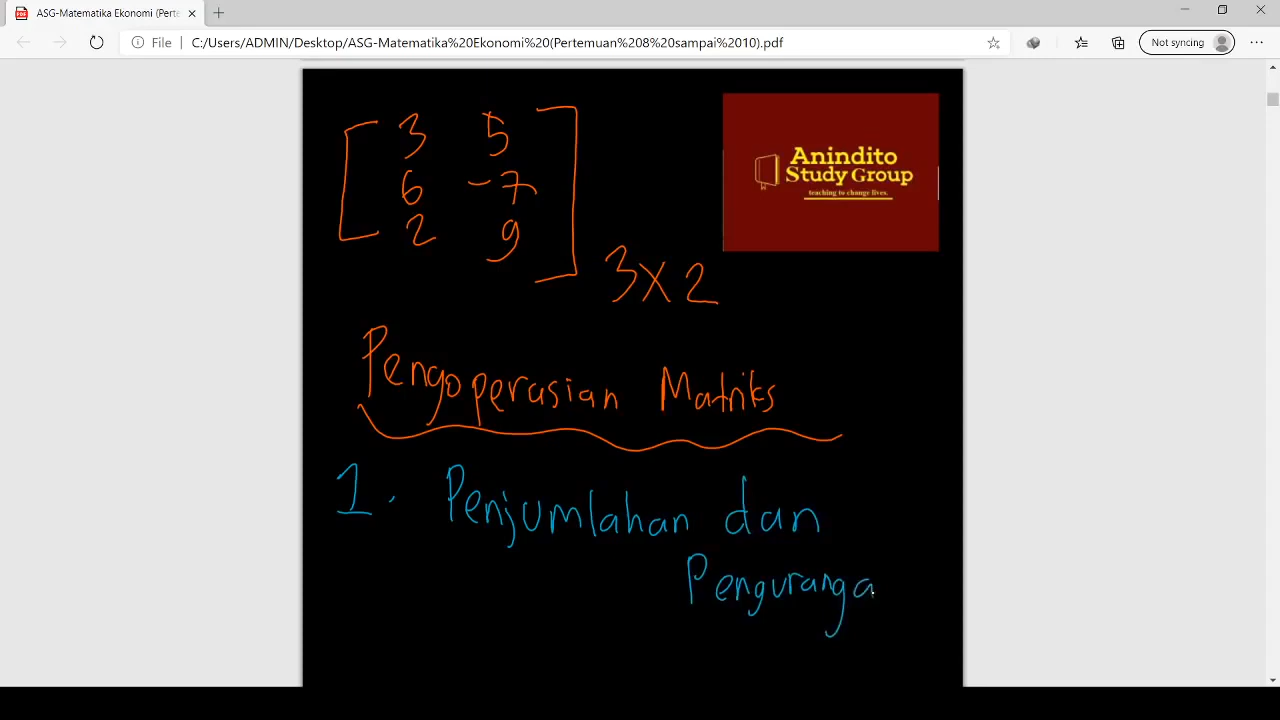 ASG-Matematika Ekonomi (Perte
File
C:/Users/ADMIN/Desktop/ASG-Matematika%20Ekonomi%20(Pertemuan%208%20sampai%2010).pdf
Not syncing
3 5
6 -7
2 9
3X2
Anindito
Study Group
teaching to change lives.
Pengoperasian Matriks
1. Penjumlahan dan
Penguranga